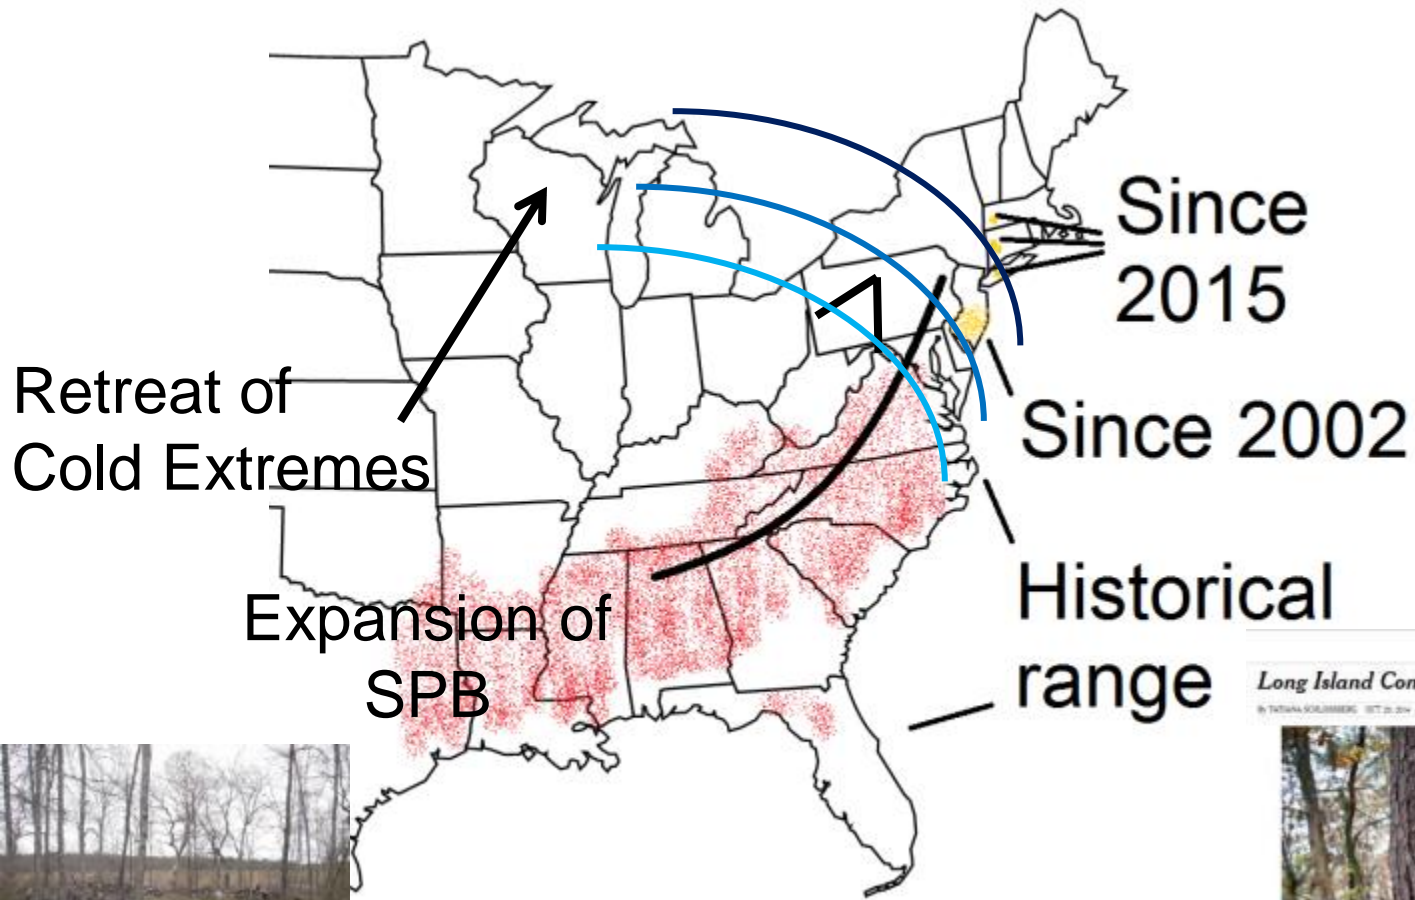 Since
2015
Retreat of
Cold Extremes
Since 2002
Historical
range
Expansion of
SPB
Long Island Con